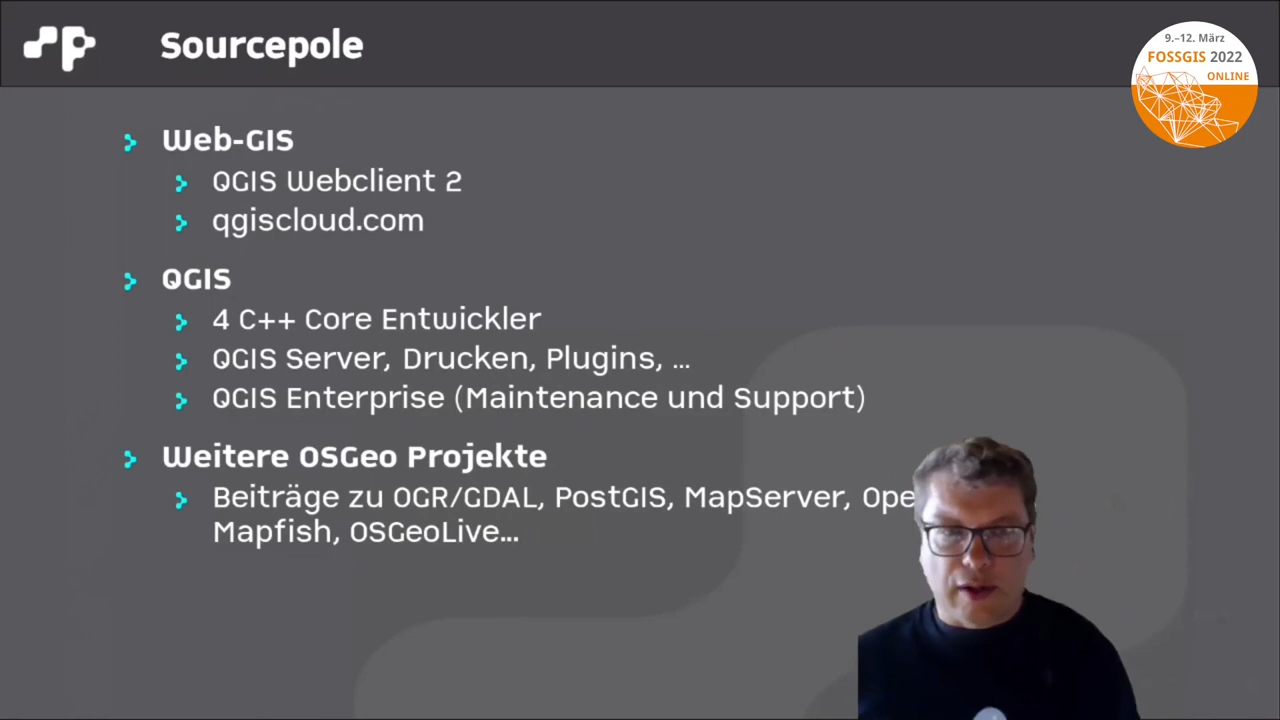 Sourcepole
9.–12. März
FOSSGIS 2022
ONLINE
Web-GIS
QGIS Webclient 2
qgiscloud.com
QGIS
4 C++ Core Entwickler
QGIS Server, Drucken, Plugins, ...
QGIS Enterprise (Maintenance und Support)
Weitere OSGeo Projekte
Beiträge zu OGR/GDAL, PostGIS, MapServer,
Mapfish, OSGeoLive...